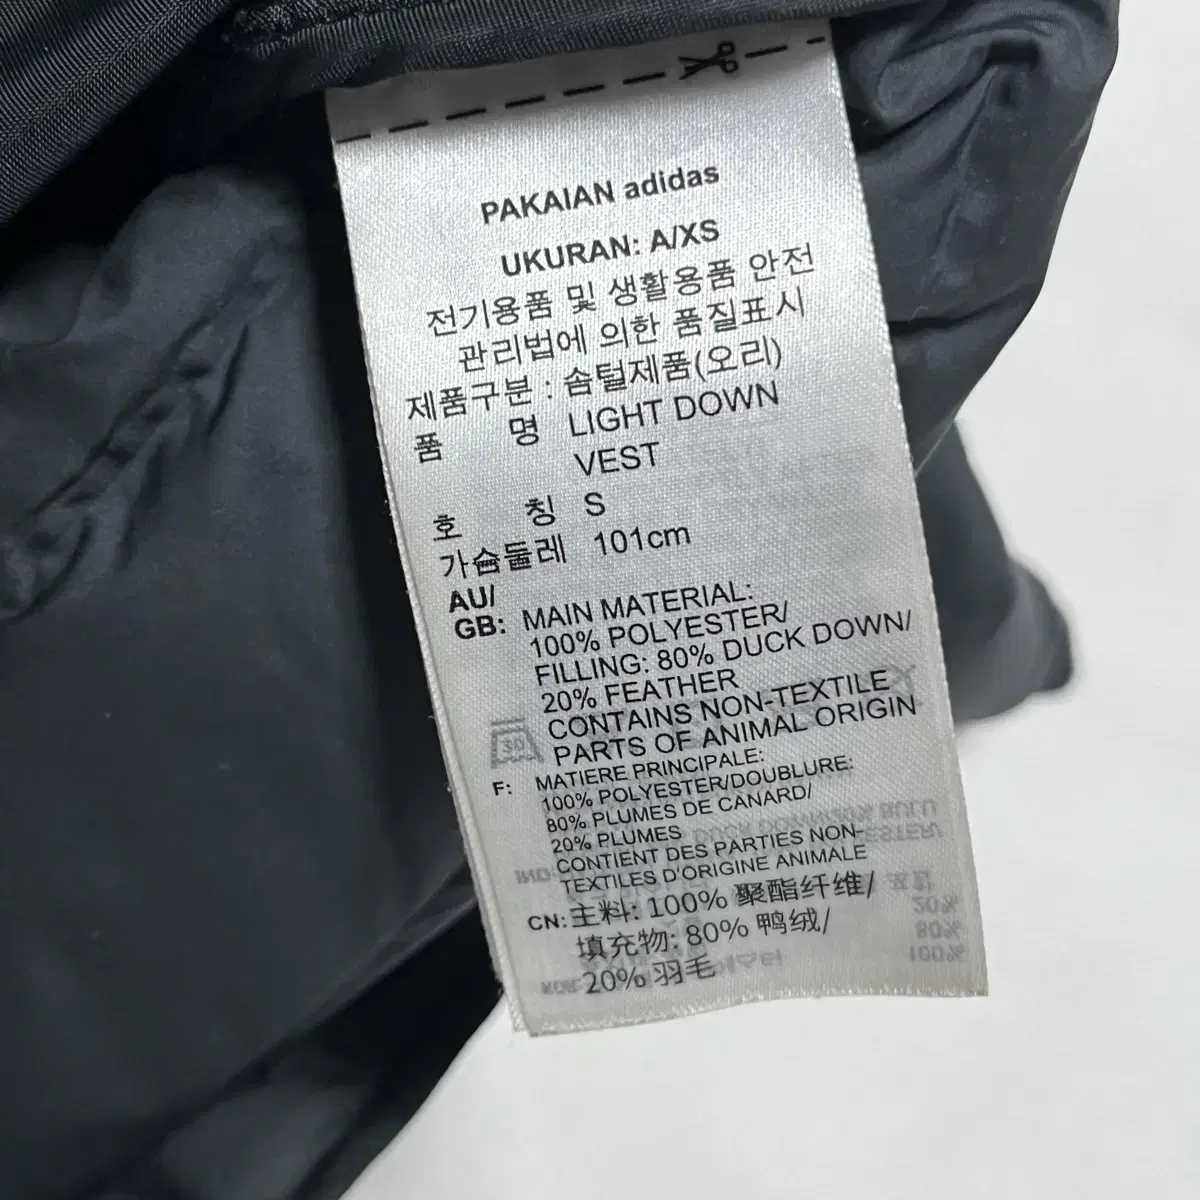 PAKAIAN adidas
UKURAN: A/XS
전기용품 및 생활용품 안전
관리법에 의한 품질표시
제품구분 : 솜털제품(오리)
품 명 LIGHT DOWN
VEST
호 칭 S
가슴둘레 101cm
AU/
GB: MAIN MATERIAL:
100% POLYESTER/
FILLING: 80% DUCK DOWN/
20% FEATHER
CONTAINS NON-TEXTILE
PARTS OF ANIMAL ORIGIN
30
F: MATIERE PRINCIPALE:
100% POLYESTER/DOUBLURE:
80% PLUMES DE CANARD/
20% PLUMES
CONTIENT DES PARTIES NON-
TEXTILES D'ORIGINE ANIMALE
CN: 主料: 100% 聚酯纤维/
填充物: 80% 鸭绒/
20% 羽毛